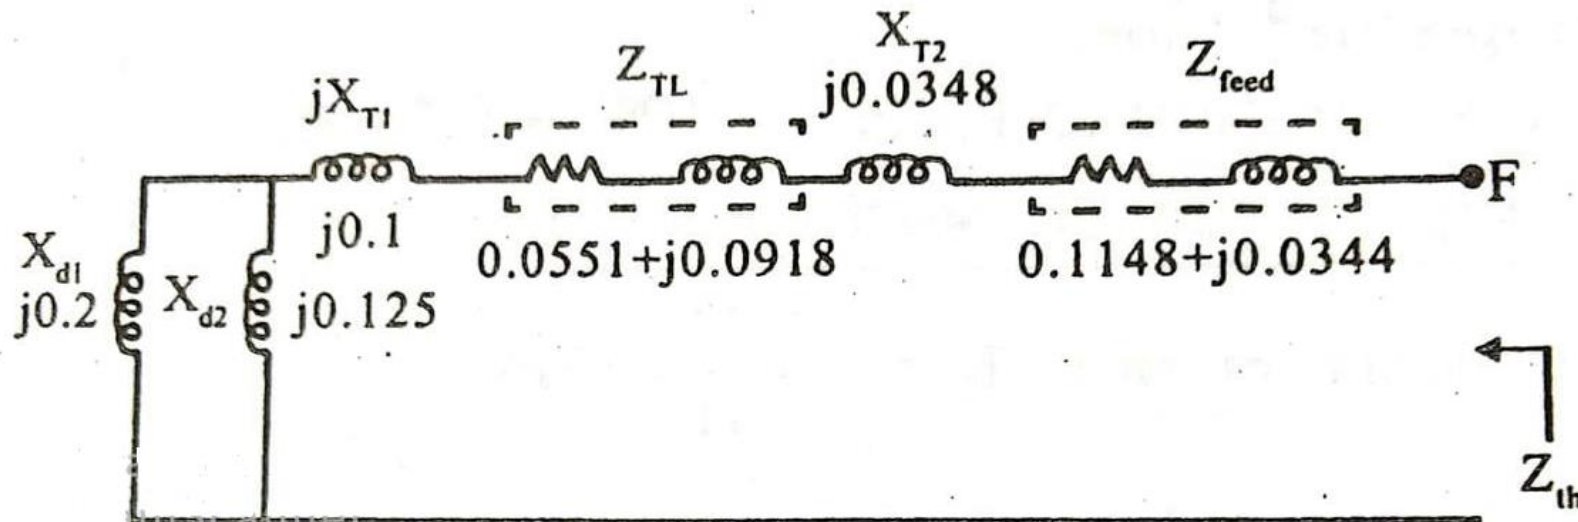 jX_T1
Z_TL
X_T2
j0.0348
Z_feed
F
X_d1
j0.2
X_d2
j0.1
j0.125
0.0551+j0.0918
0.1148+j0.0344
Z_th